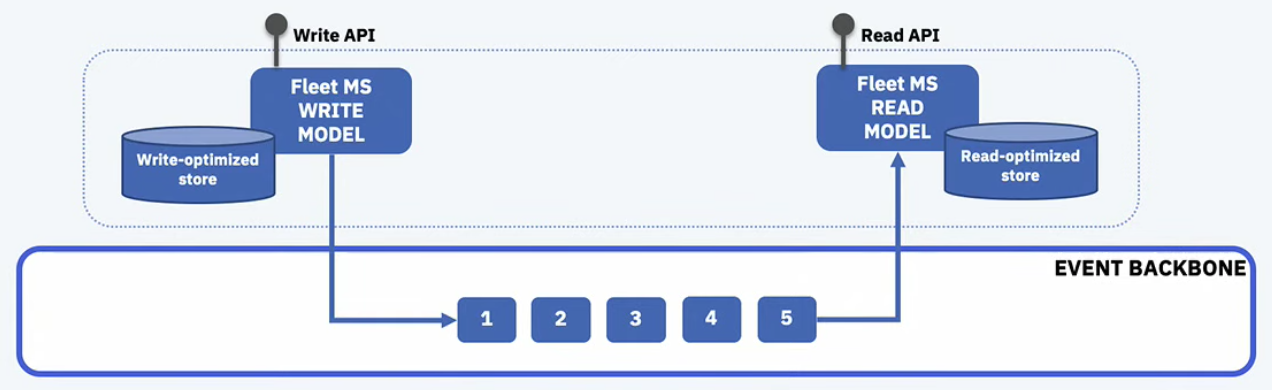 Write API
Read API
Fleet MS
WRITE
MODEL
Fleet MS
READ
MODEL
Write-optimized
store
Read-optimized
store
EVENT BACKBONE
1
2
3
4
5